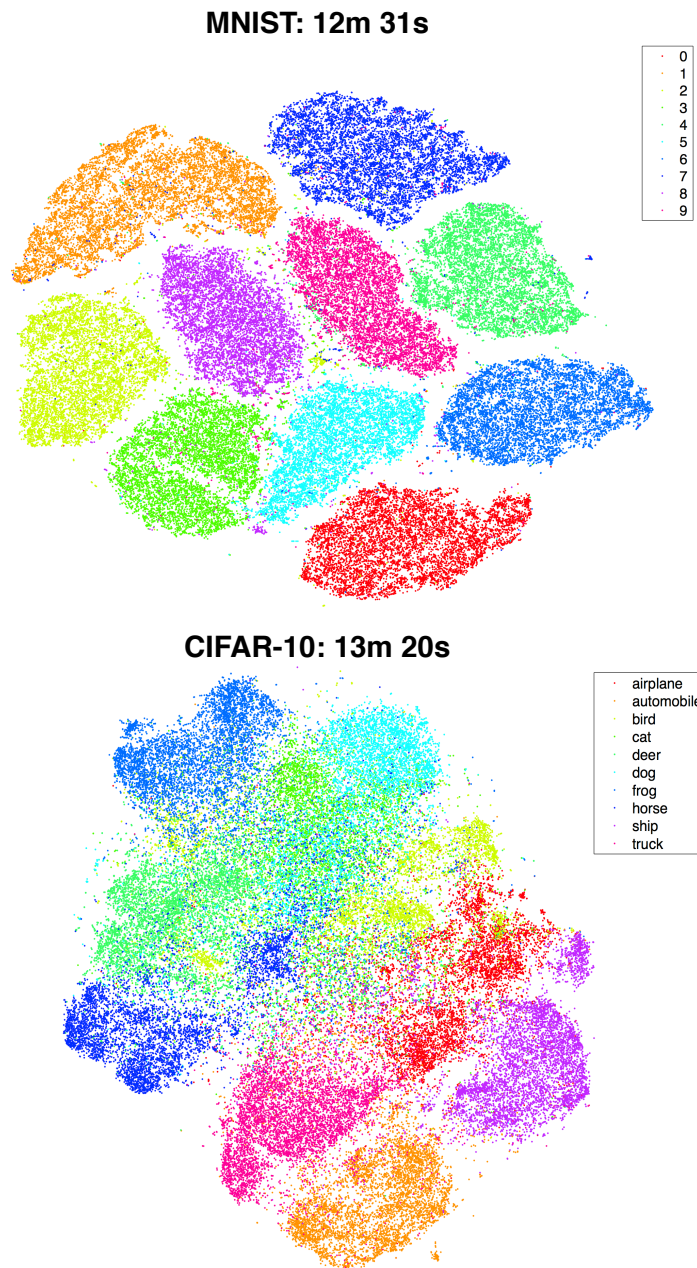 MNIST: 12m 31s
0
1
2
3
4
5
6
7
8
9
CIFAR-10: 13m 20s
airplane
automobile
bird
cat
deer
dog
frog
horse
ship
truck